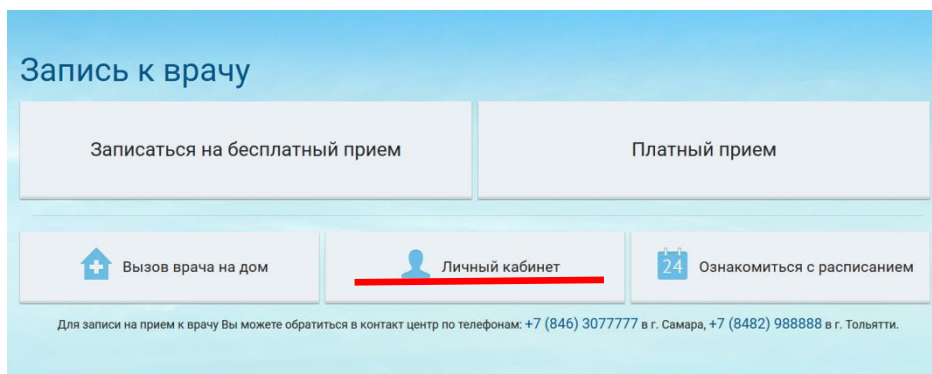 Запись к врачу
Записаться на бесплатный прием
Платный прием
Вызов врача на дом
Личный кабинет
24
Ознакомиться с расписанием
Для записи на прием к врачу Вы можете обратиться в контакт центр по телефонам: +7 (846) 3077777 в г. Самара, +7 (8482) 988888 в г. Тольятти.